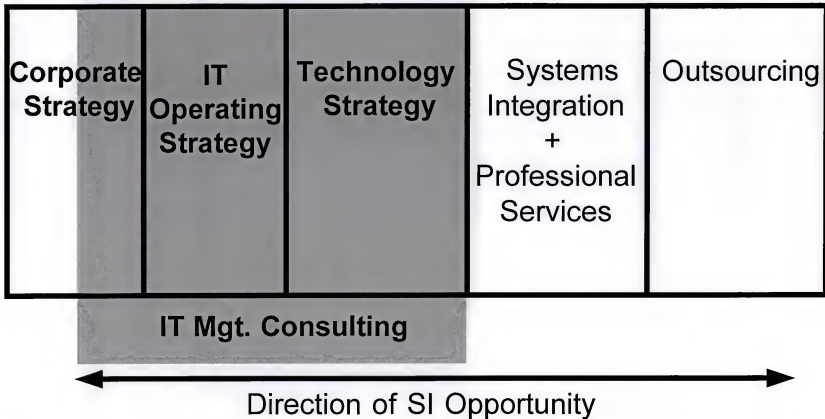 Corporate
Strategy
IT
Operating
Strategy
Technology
Strategy
Systems
Integration
+
Professional
Services
Outsourcing
IT Mgt. Consulting
Direction of SI Opportunity